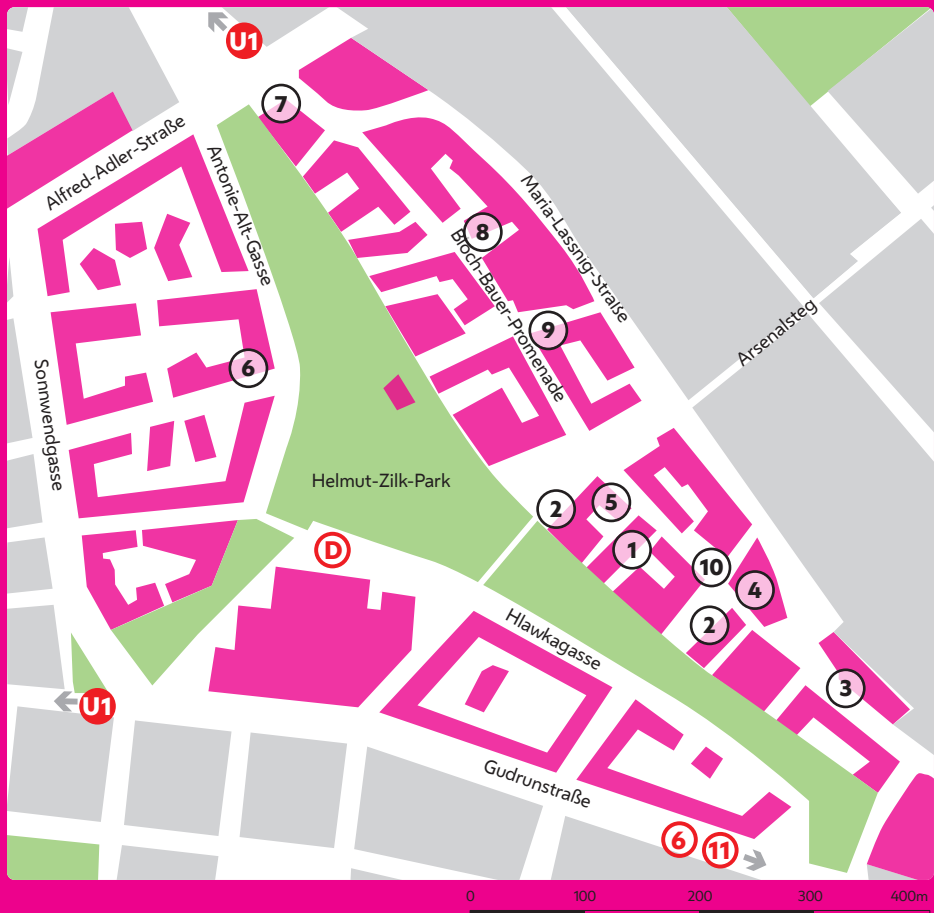 U1
7
Alfred-Adler-Straße
Antonie-Alt-Gasse
Maria-Lassnig-Straße
8
Bloch-Bauer-Promenade
9
Arsenalsteg
6
Sonnwendgasse
Helmut-Zilk-Park
2
5
D
1
10
4
2
Hlawkagasse
3
U1
Gudrunstraße
6
11
0 100 200 300 400m